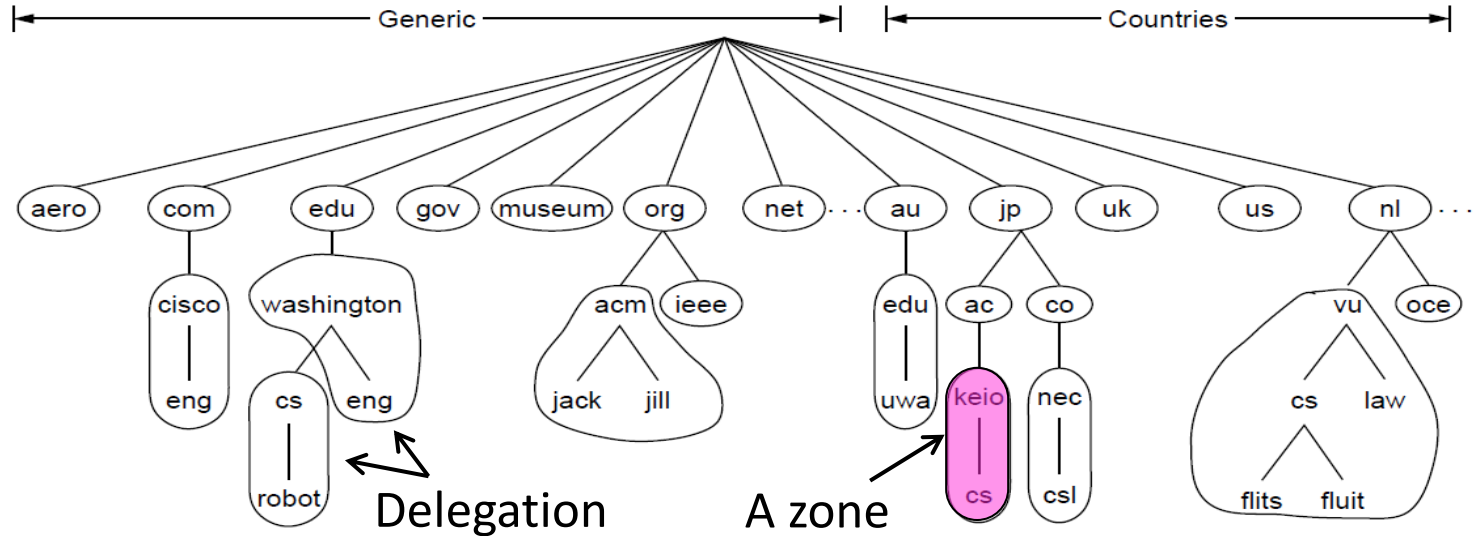 Generic Countries
aero com edu gov museum org net ... au jp uk us nl ...
cisco washington acm ieee edu ac co vu oce
eng cs eng jack jill uwa keio nec cs law
robot cs csl flits fluit
Delegation A zone